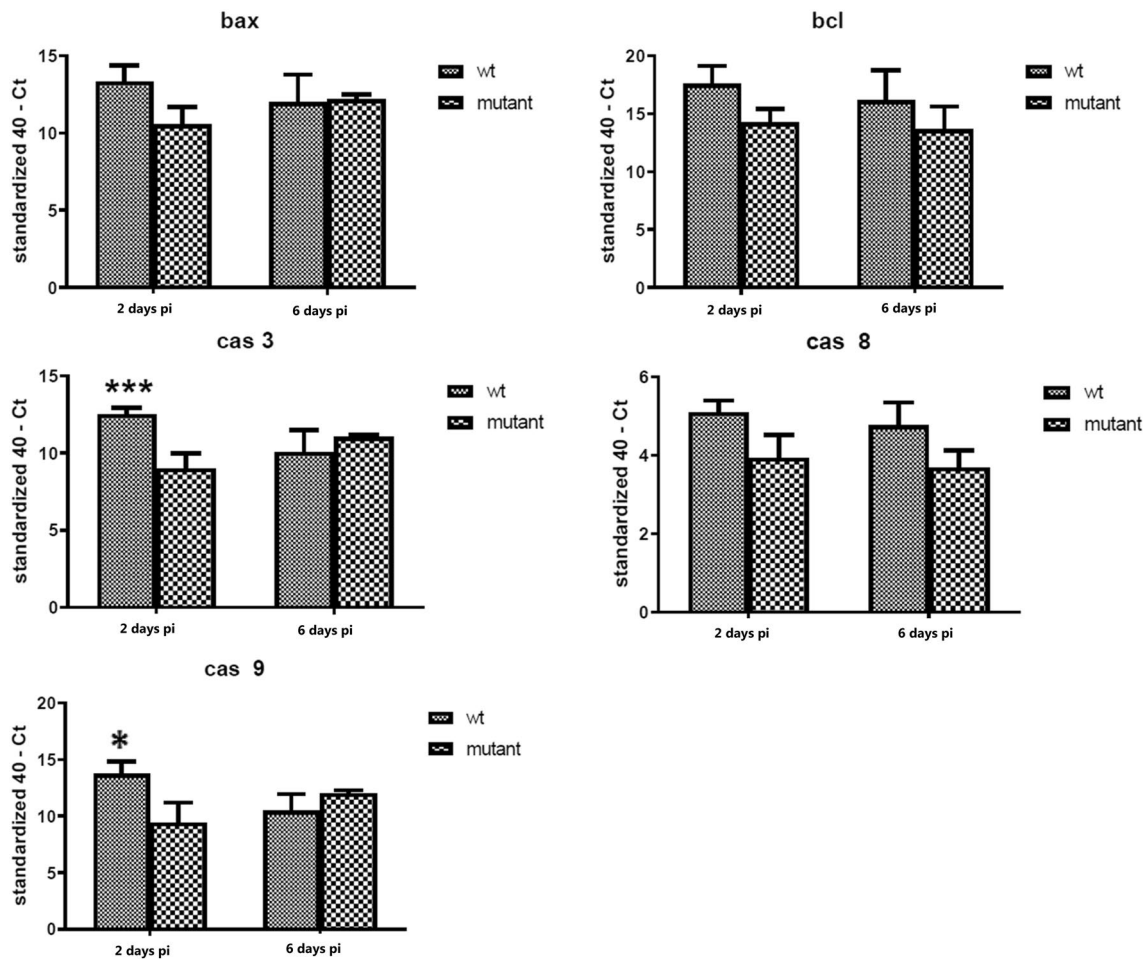 bax
standardized 40 - Ct
15
10
5
0
2 days pi
6 days pi
wt
mutant
bcl
standardized 40 - Ct
20
15
10
5
0
2 days pi
6 days pi
wt
mutant
cas 3
standardized 40 - Ct
15
10
5
0
***
2 days pi
6 days pi
wt
mutant
cas 8
standardized 40 - Ct
6
4
2
0
2 days pi
6 days pi
wt
mutant
cas 9
standardized 40 - Ct
20
15
10
5
0
*
2 days pi
6 days pi
wt
mutant